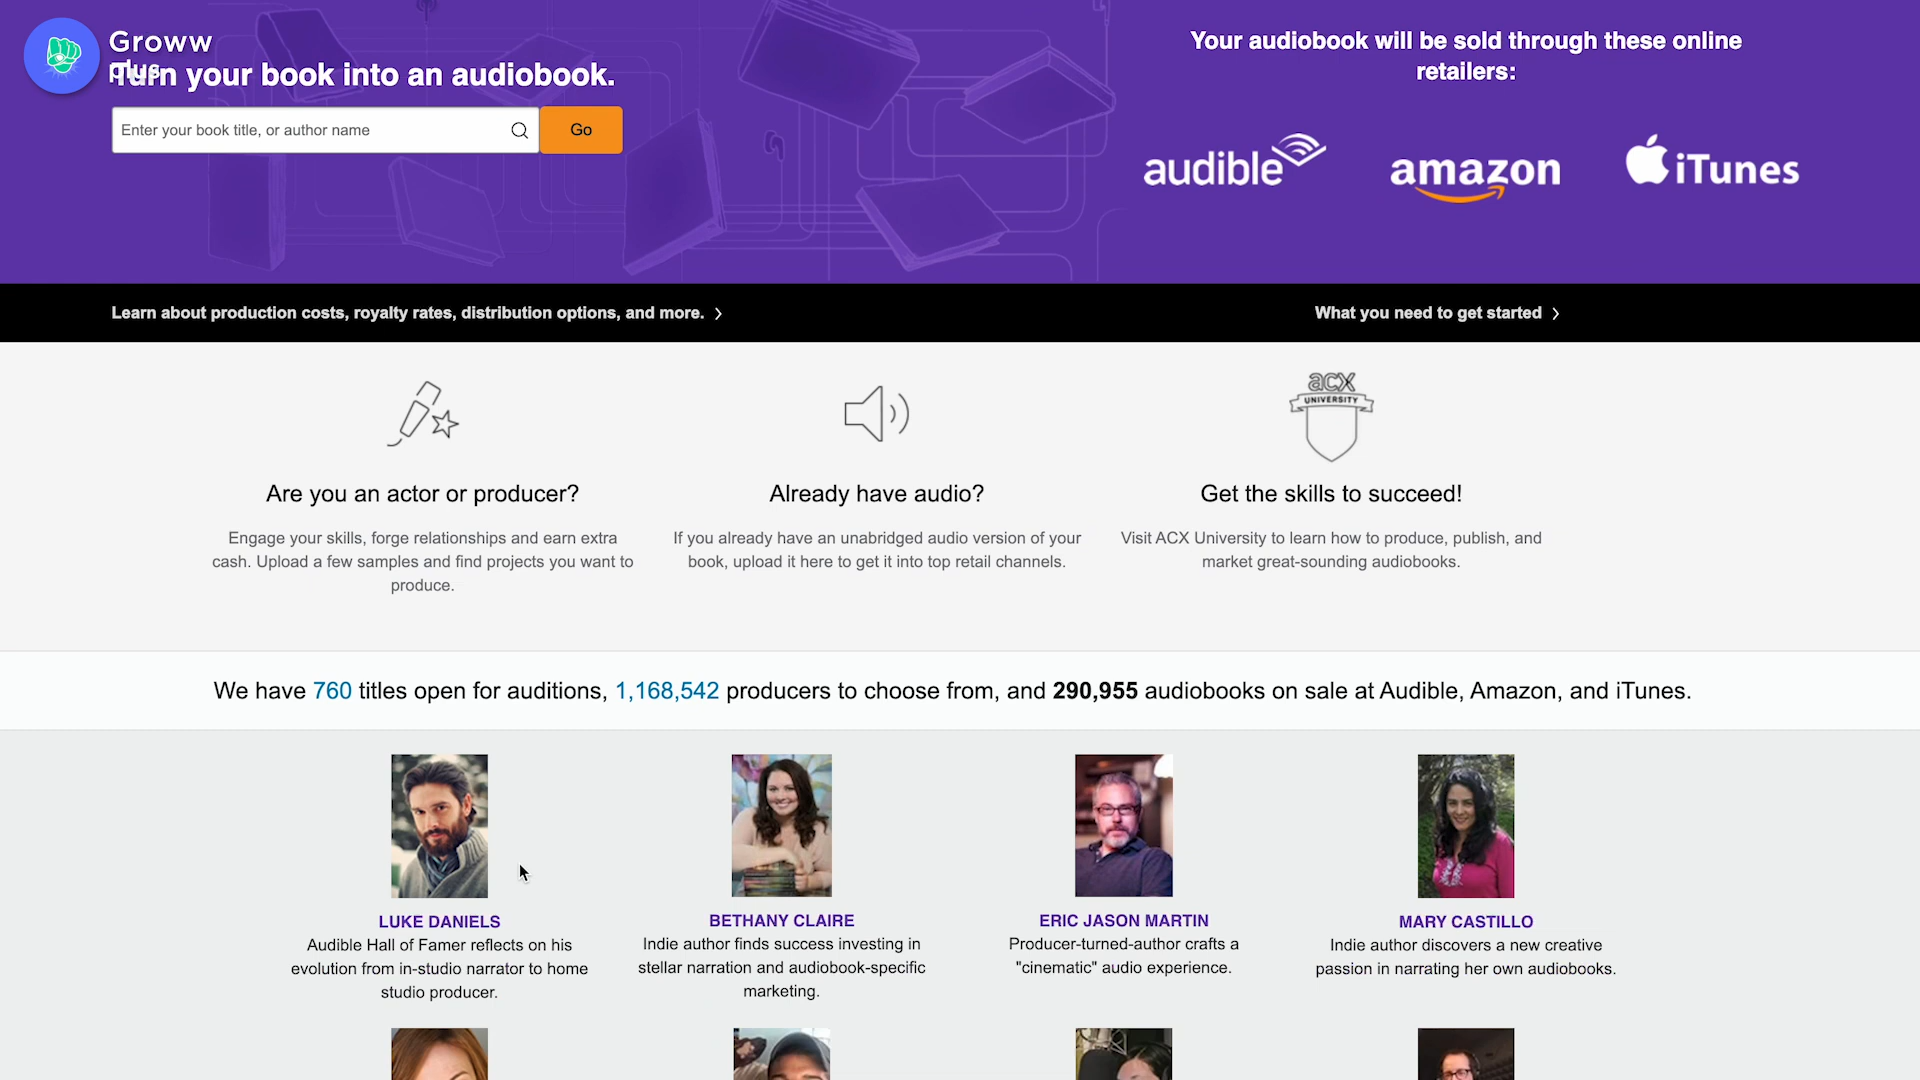 Groww
Plus
Turn your book into an audiobook.
Enter your book title, or author name
Go
Your audiobook will be sold through these online
retailers:
audible
amazon
iTunes
Learn about production costs, royalty rates, distribution options, and more.
What you need to get started
acx
UNIVERSITY
Are you an actor or producer?
Engage your skills, forge relationships and earn extra
cash. Upload a few samples and find projects you want to
produce.
Already have audio?
If you already have an unabridged audio version of your
book, upload it here to get it into top retail channels.
Get the skills to succeed!
Visit ACX University to learn how to produce, publish, and
market great-sounding audiobooks.
We have 760 titles open for auditions, 1,168,542 producers to choose from, and 290,955 audiobooks on sale at Audible, Amazon, and iTunes.
LUKE DANIELS
Audible Hall of Famer reflects on his
evolution from in-studio narrator to home
studio producer.
BETHANY CLAIRE
Indie author finds success investing in
stellar narration and audiobook-specific
marketing.
ERIC JASON MARTIN
Producer-turned-author crafts a
"cinematic" audio experience.
MARY CASTILLO
Indie author discovers a new creative
passion in narrating her own audiobooks.